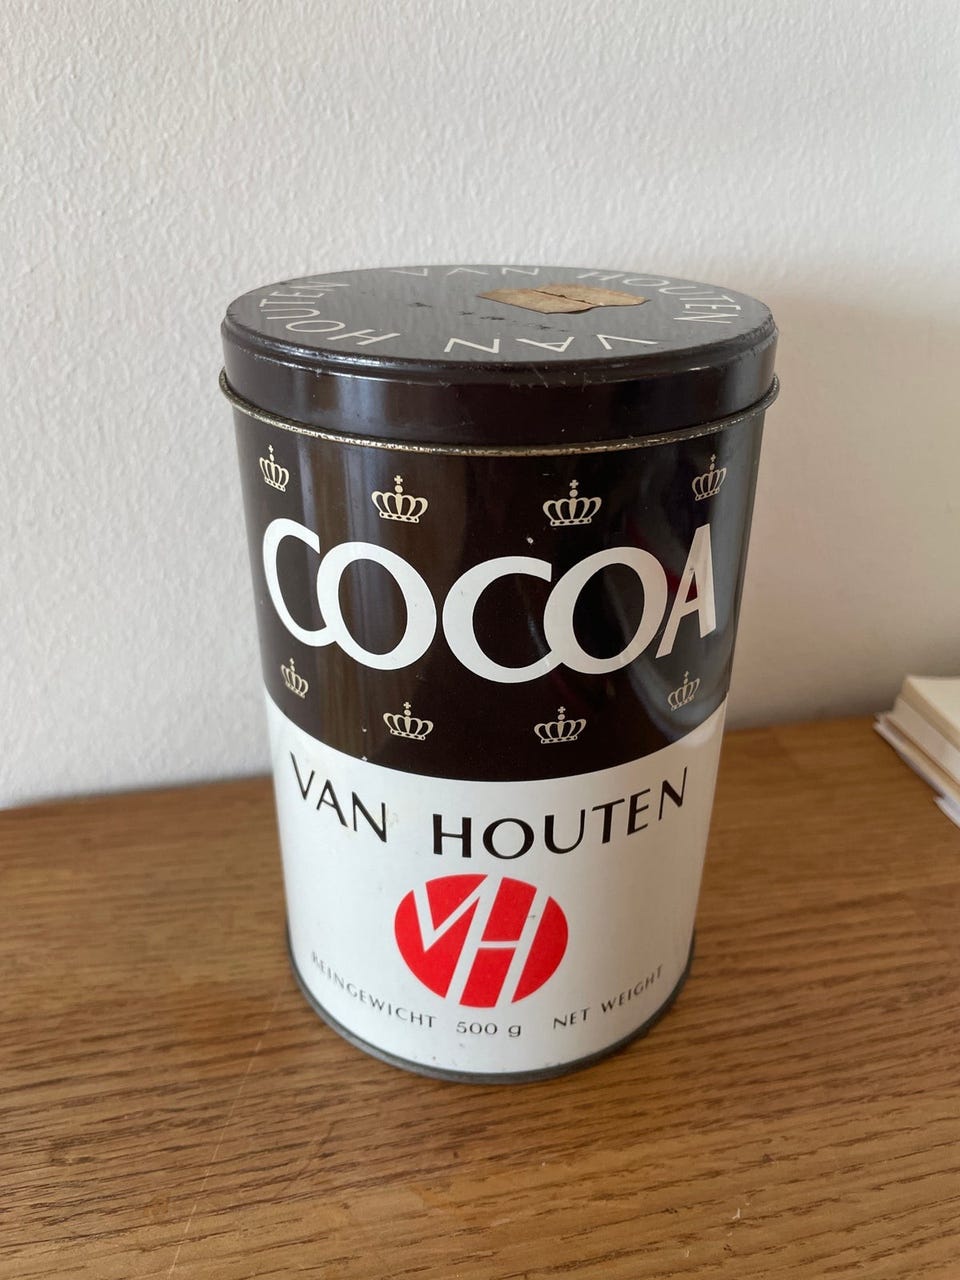 VAN HOUTEN VAN HOUTEN
COCOA
VAN HOUTEN
VH
REINGEWICHT 500 g NET WEIGHT